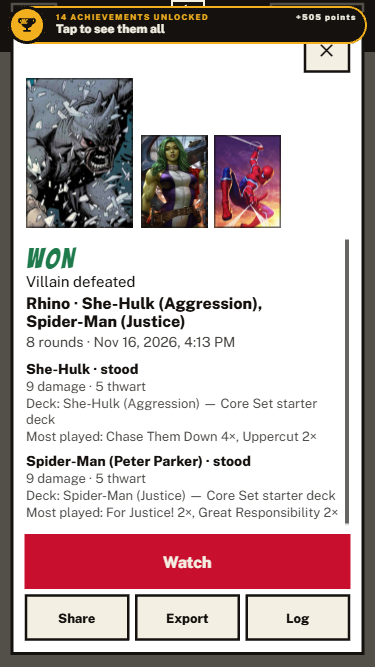 14 ACHIEVEMENTS UNLOCKED
+505 points
Tap to see them all
WON
Villain defeated
Rhino · She-Hulk (Aggression),
Spider-Man (Justice)
8 rounds · Nov 16, 2026, 4:13 PM
She-Hulk · stood
9 damage · 5 thwart
Deck: She-Hulk (Aggression) — Core Set starter
deck
Most played: Chase Them Down 4×, Uppercut 2×
Spider-Man (Peter Parker) · stood
9 damage · 5 thwart
Deck: Spider-Man (Justice) — Core Set starter deck
Most played: For Justice! 2×, Great Responsibility 2×
Watch
Share
Export
Log